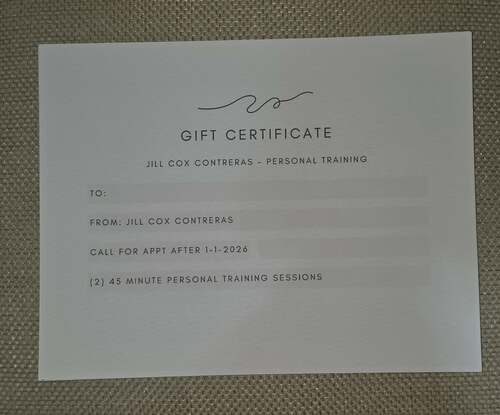 GIFT CERTIFICATE
JILL COX CONTRERAS - PERSONAL TRAINING
TO:
FROM: JILL COX CONTRERAS
CALL FOR APPT AFTER 1-1-2026
(2) 45 MINUTE PERSONAL TRAINING SESSIONS